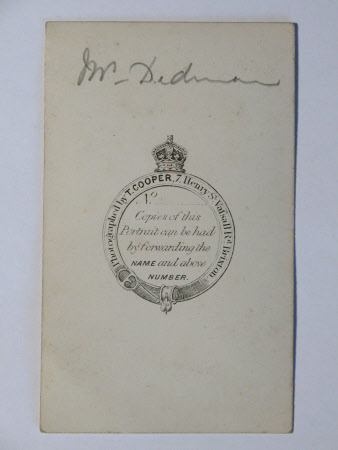 Mr- Dedman
Photographed by T. COOPER, 7, Henry St. Vassall Rd. Brixton.
No
Copies of this
Portrait can be had
by forwarding the
NAME and above
NUMBER.